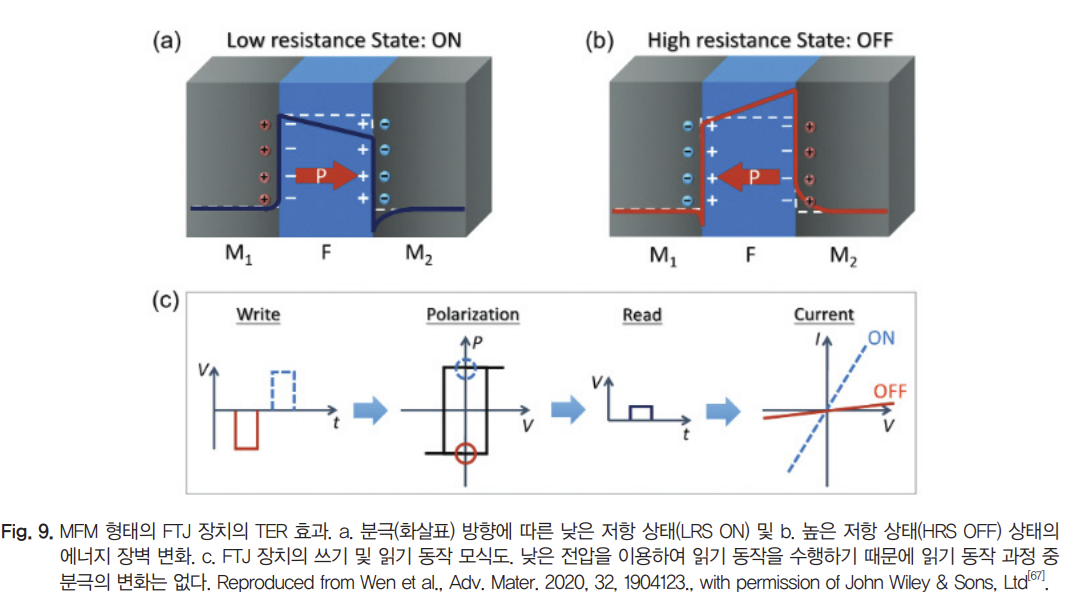 (a) Low resistance State: ON
(b) High resistance State: OFF
P
P
M₁ F M₂
M₁ F M₂
(c)
Write
Polarization
Read
Current
V
t
P
V
V
t
I
ON
OFF
V
Fig. 9. MFM 형태의 FTJ 장치의 TER 효과. a. 분극(화살표) 방향에 따른 낮은 저항 상태(LRS ON) 및 b. 높은 저항 상태(HRS OFF) 상태의
에너지 장벽 변화. c. FTJ 장치의 쓰기 및 읽기 동작 모식도. 낮은 전압을 이용하여 읽기 동작을 수행하기 때문에 읽기 동작 과정 중
분극의 변화는 없다. Reproduced from Wen et al., Adv. Mater. 2020, 32, 1904123., with permission of John Wiley & Sons, Ltd[67].